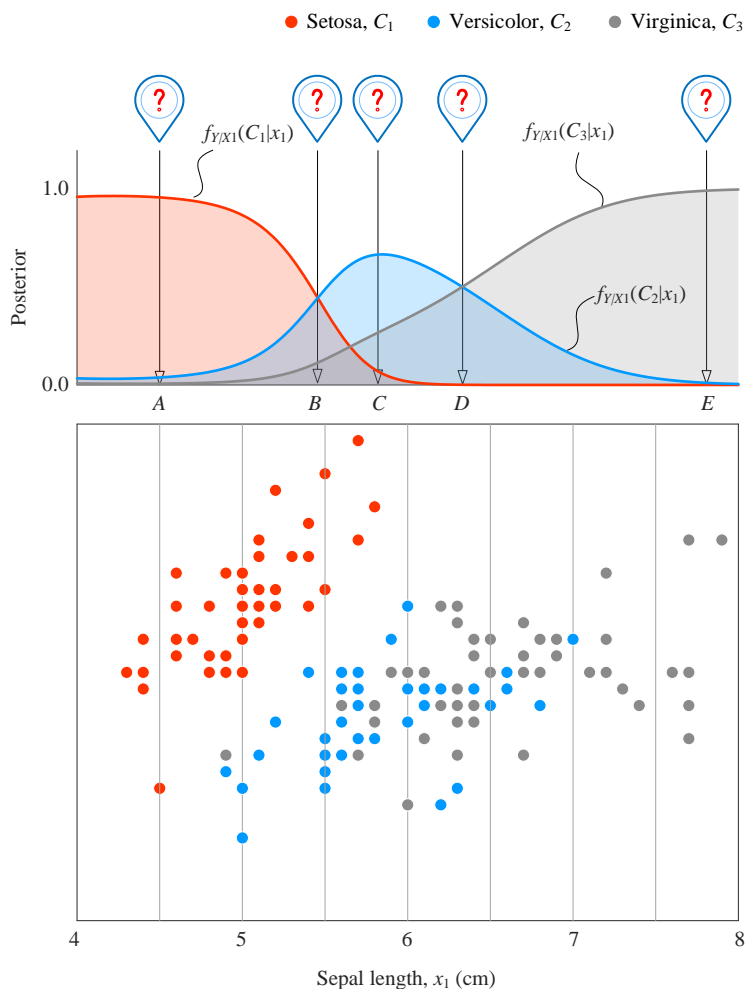 Setosa, C1 Versicolor, C2 Virginica, C3
? ? ? ? ?
fY/X1(C1|x1) fY/X1(C3|x1)
1.0
Posterior
fY/X1(C2|x1)
0.0
A B C D E
4 5 6 7 8
Sepal length, x1 (cm)